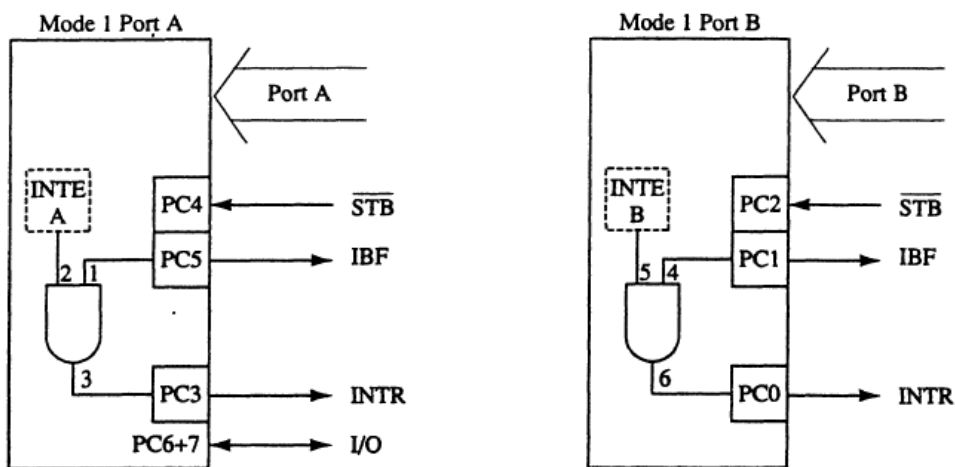 Mode 1 Port A
Port A
INTE
A
PC4
STB
PC5
IBF
2
1
3
PC3
INTR
PC6+7
I/O
Mode 1 Port B
Port B
INTE
B
PC2
STB
PC1
IBF
5
4
6
PC0
INTR